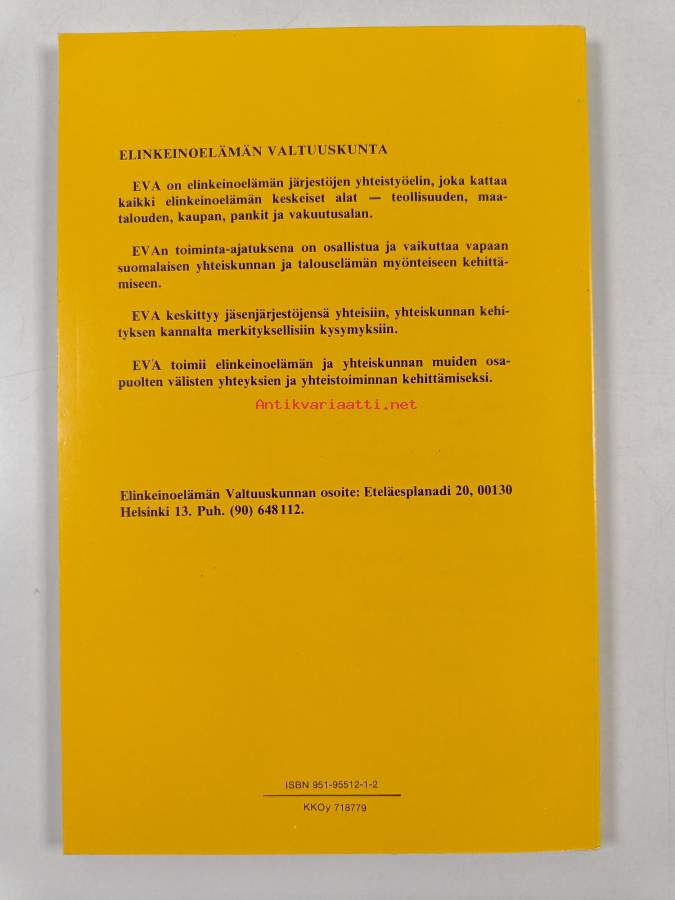 ELINKEINOELÄMÄN VALTUUSKUNTA
EVA on elinkeinoelämän järjestöjen yhteistyöelin, joka kattaa
kaikki elinkeinoelämän keskeiset alat — teollisuuden, maa-
talouden, kaupan, pankit ja vakuutusalan.
EVAn toiminta-ajatuksena on osallistua ja vaikuttaa vapaan
suomalaisen yhteiskunnan ja talouselämän myönteiseen kehittä-
miseen.
EVA keskittyy jäsenjärjestöjensä yhteisiin, yhteiskunnan kehi-
tyksen kannalta merkityksellisiin kysymyksiin.
EVA toimii elinkeinoelämän ja yhteiskunnan muiden osa-
puolten välisten yhteyksien ja yhteistoiminnan kehittämiseksi.
Antikvariaatti.net
Elinkeinoelämän Valtuuskunnan osoite: Eteläesplanadi 20, 00130
Helsinki 13. Puh. (90) 648 112.
ISBN 951-95512-1-2
KKOy 718779